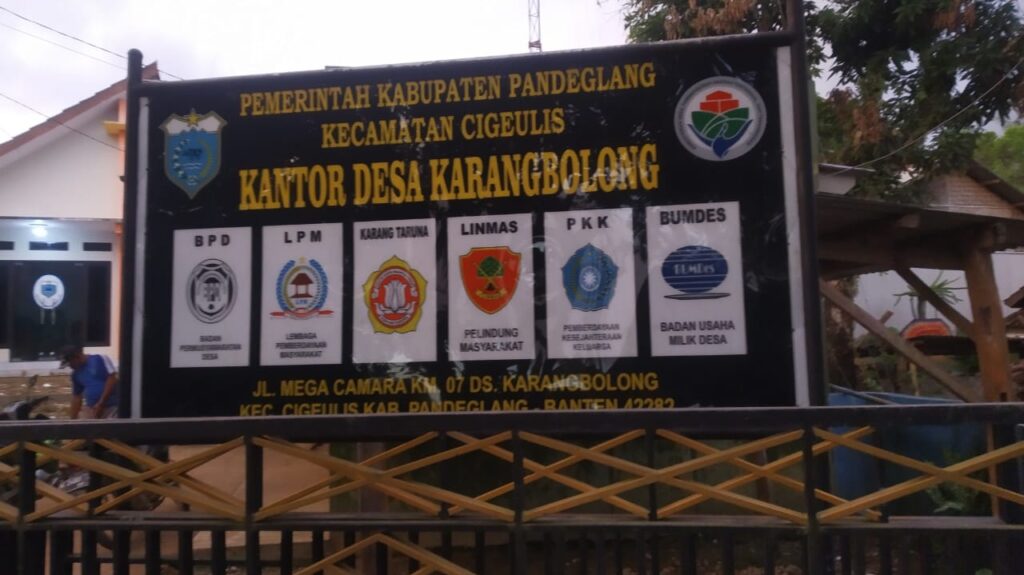 PEMERINTAH KABUPATEN PANDEGLANG
KECAMATAN CIGEULIS
KANTOR DESA KARANGBOLONG
BPD
BADAN
PERMUSYAWARATAN
DESA
LPM
LEMBAGA
PEMBERDAYAAN
MASYARAKAT
KARANG TARUNA
LINMAS
PELINDUNG
MASYARAKAT
PKK
PEMBERDAYAAN
KESEJAHTERAAN
KELUARGA
BUMDES
BUMDes
BADAN USAHA
MILIK DESA
JL. MEGA CAMARA KM. 07 DS. KARANGBOLONG
KEC. CIGEULIS KAB. PANDEGLANG - BANTEN 42282